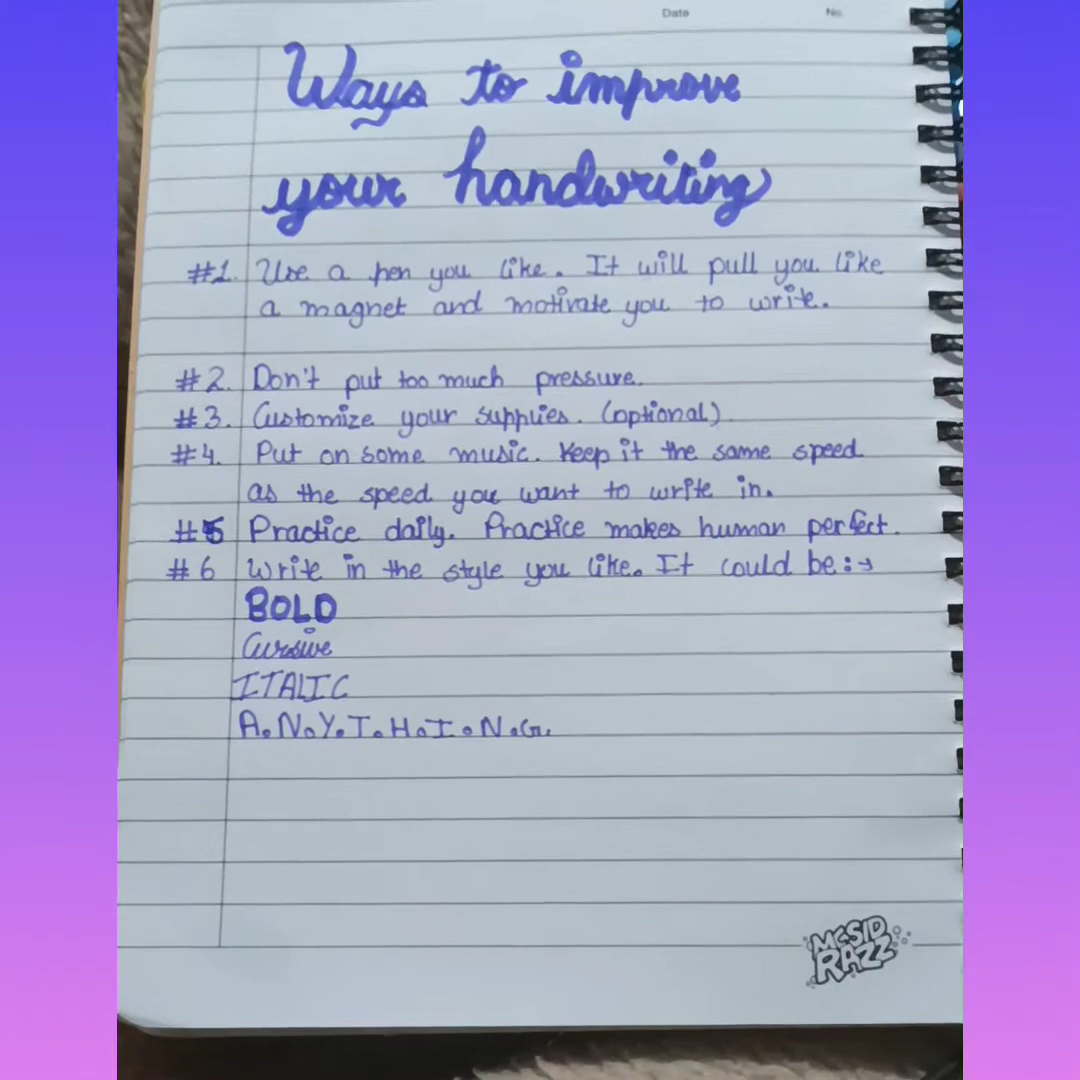 Date No.
Ways to improve
your handwriting
#1. Use a pen you like. It will pull you like
a magnet and motivate you to write.
#2. Don't put too much pressure.
#3. Customize your supplies. (optional)
#4. Put on some music. Keep it the same speed
as the speed you want to write in.
#5 Practice daily. Practice makes human perfect.
#6 Write in the style you like. It could be:→
BOLD
Cursive
ITALIC
A.N.Y.T.H.I.N.G.
McSID
RAZZ